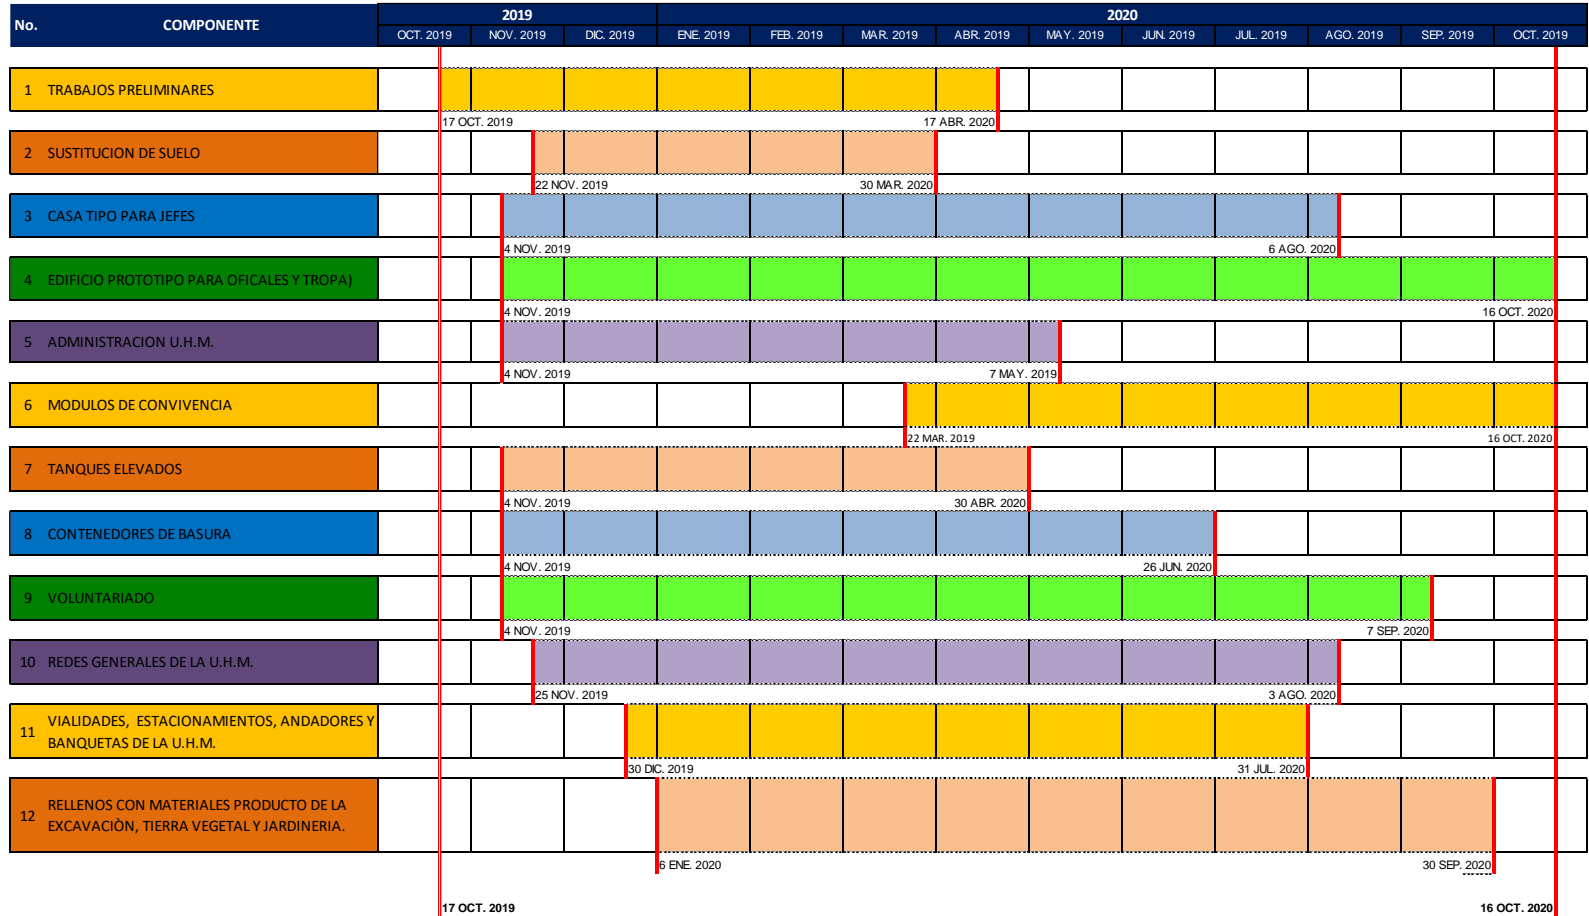 No. COMPONENTE 2019 2020
OCT. 2019 NOV. 2019 DIC. 2019 ENE. 2019 FEB. 2019 MAR. 2019 ABR. 2019 MAY. 2019 JUN. 2019 JUL. 2019 AGO. 2019 SEP. 2019 OCT. 2019
1 TRABAJOS PRELIMINARES
17 OCT. 2019 17 ABR. 2020
2 SUSTITUCION DE SUELO
22 NOV. 2019 30 MAR. 2020
3 CASA TIPO PARA JEFES
4 NOV. 2019 6 AGO. 2020
4 EDIFICIO PROTOTIPO PARA OFICALES Y TROPA)
4 NOV. 2019 16 OCT. 2020
5 ADMINISTRACION U.H.M.
4 NOV. 2019 7 MAY. 2019
6 MODULOS DE CONVIVENCIA
22 MAR. 2019 16 OCT. 2020
7 TANQUES ELEVADOS
4 NOV. 2019 30 ABR. 2020
8 CONTENEDORES DE BASURA
4 NOV. 2019 26 JUN. 2020
9 VOLUNTARIADO
4 NOV. 2019 7 SEP. 2020
10 REDES GENERALES DE LA U.H.M.
25 NOV. 2019 3 AGO. 2020
11 VIALIDADES, ESTACIONAMIENTOS, ANDADORES Y
BANQUETAS DE LA U.H.M.
30 DIC. 2019 31 JUL. 2020
12 RELLENOS CON MATERIALES PRODUCTO DE LA
EXCAVACIÒN, TIERRA VEGETAL Y JARDINERIA.
6 ENE. 2020 30 SEP. 2020
17 OCT. 2019 16 OCT. 2020